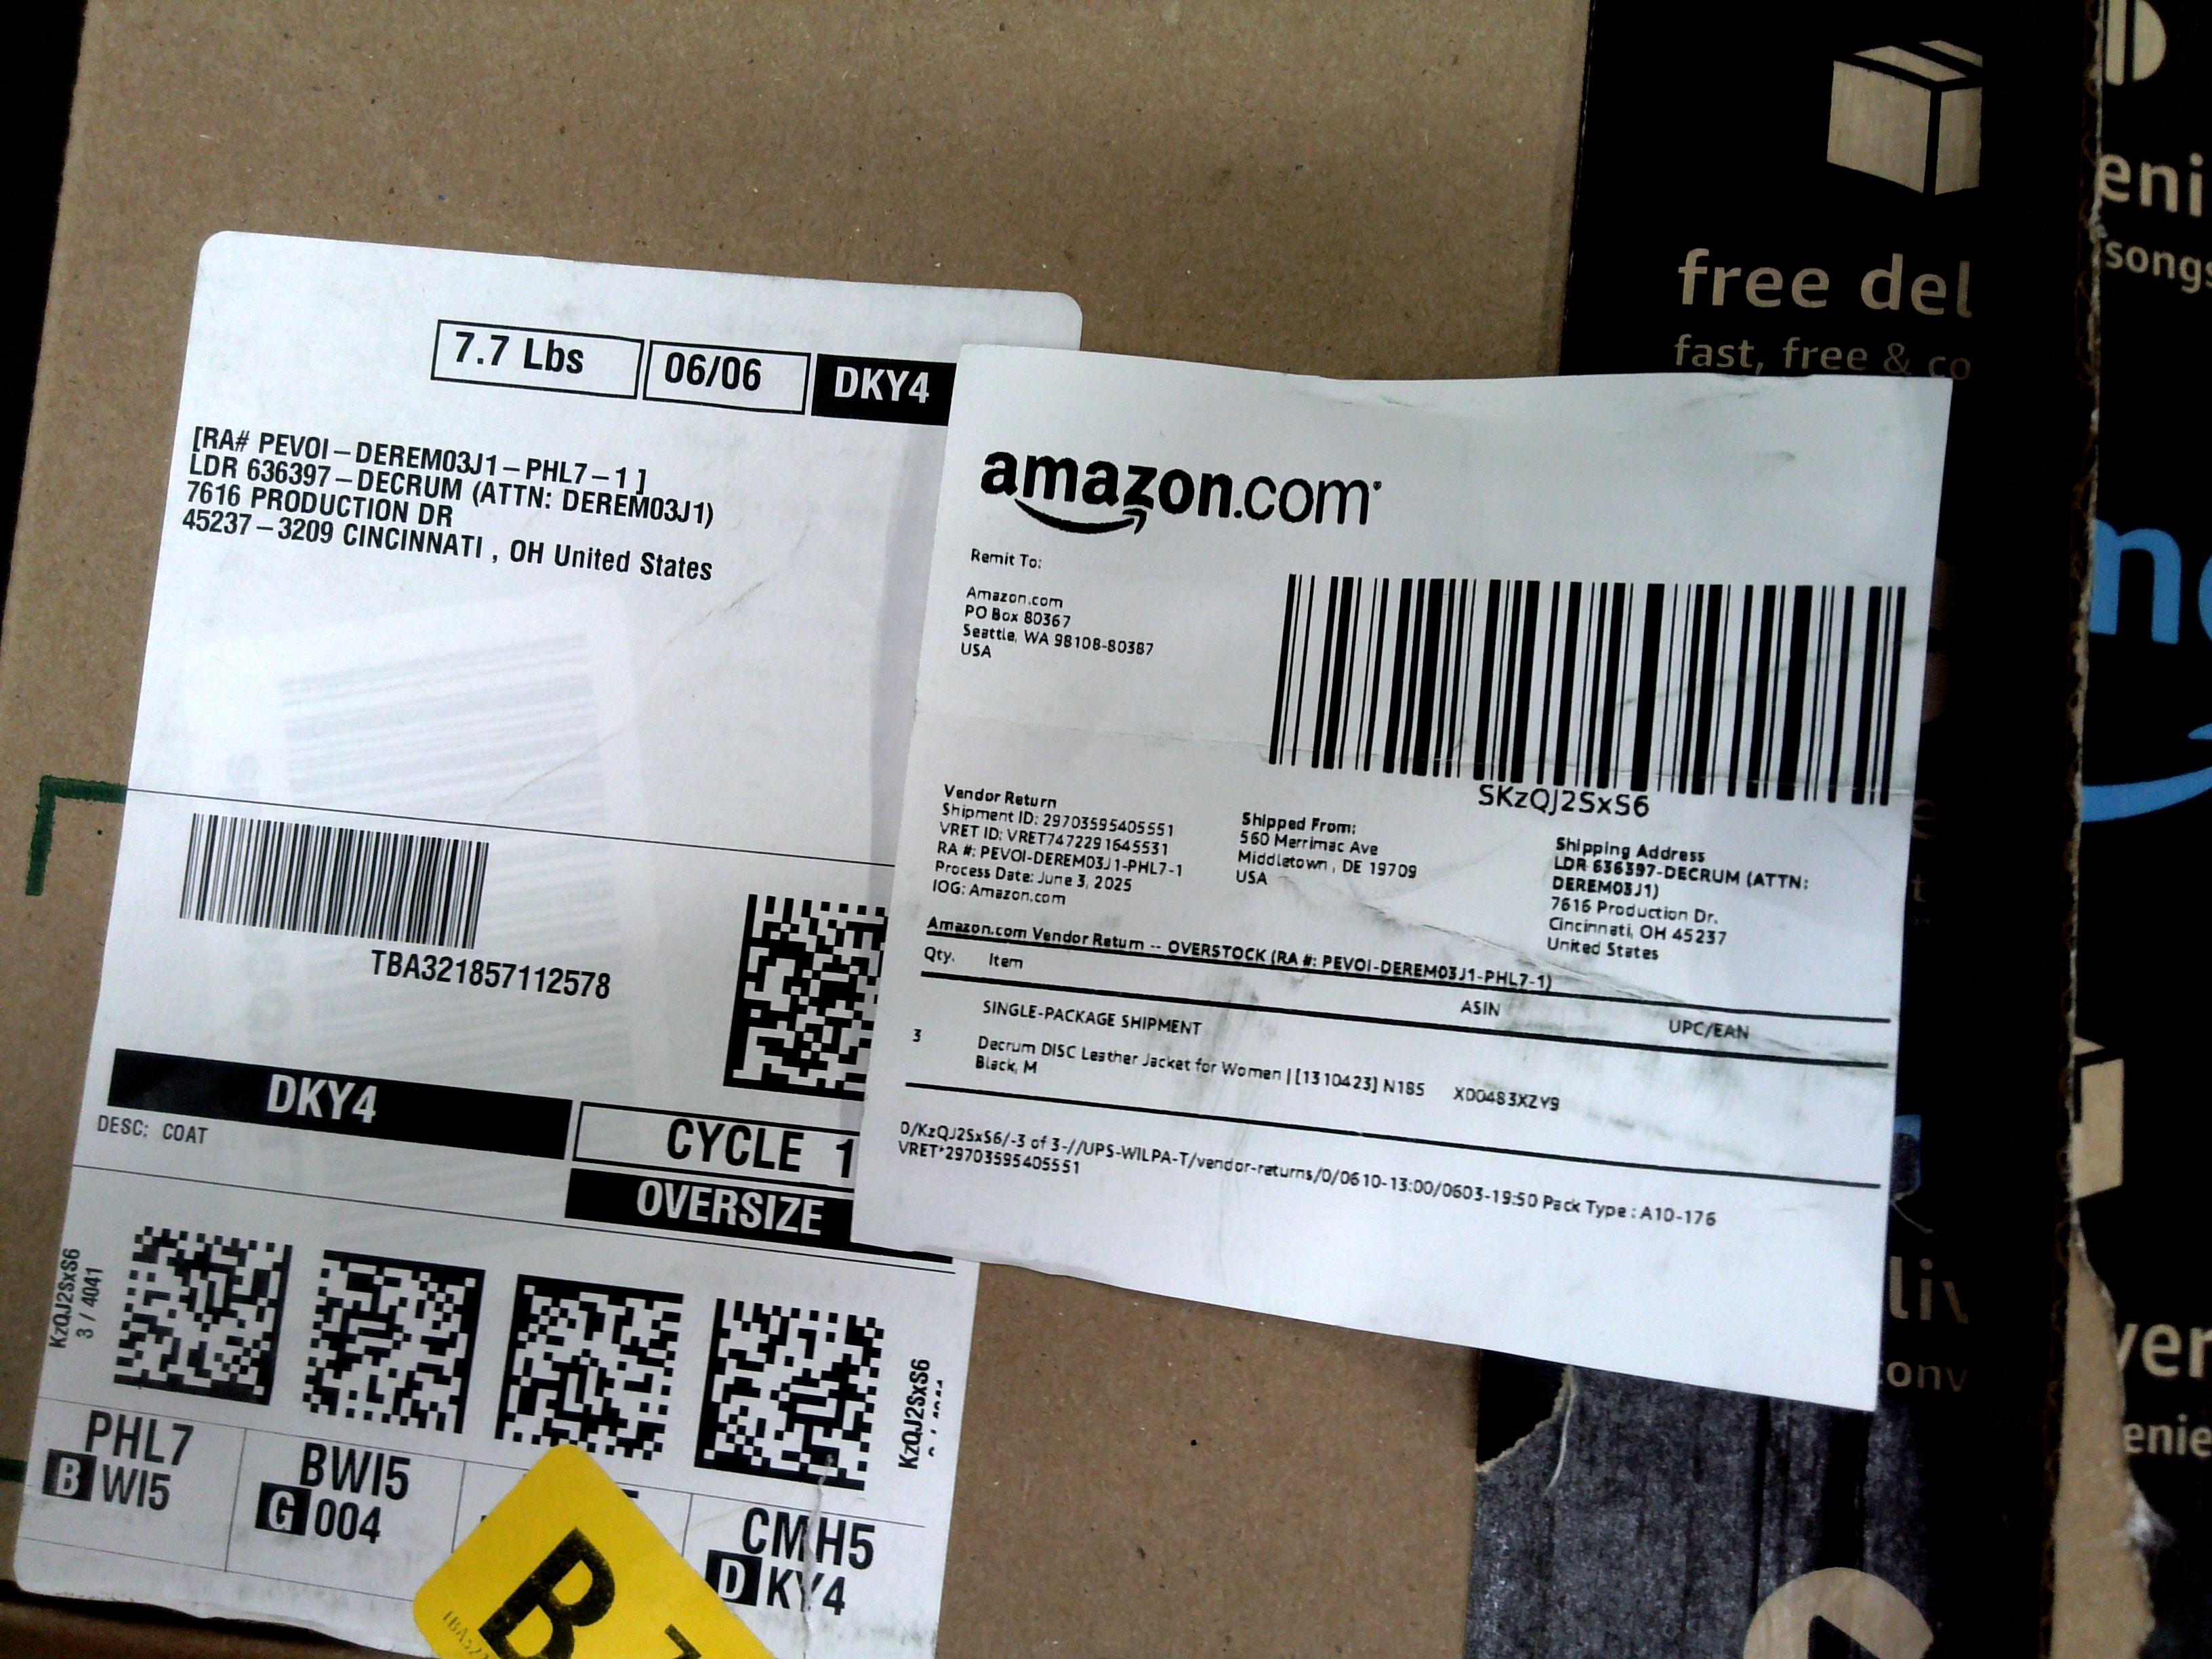 7.7 Lbs
06/06
DKY4
[RA# PEVOI-DEREM03J1-PHL7-1 ]
LDR 636397-DECRUM (ATTN: DEREM03J1)
7616 PRODUCTION DR
45237-3209 CINCINNATI , OH United States
TBA321857112578
DKY4
DESC: COAT
CYCLE 1
OVERSIZE
KzQJ2SxS6
3 / 4041
KzQJ2SxS6
PHL7
B WI5
BWI5
G 004
CMH5
D KY4
B
amazon.com
Remit To:
Amazon.com
PO Box 80367
Seattle, WA 98108-80387
USA
SKzQJ2SxS6
Vendor Return
Shipment ID: 29703595405551
VRET ID: VRET7472291645531
RA #: PEVOI-DEREM03J1-PHL7-1
Process Date: June 3, 2025
IOG: Amazon.com
Shipped From:
560 Merrimac Ave
Middletown , DE 19709
USA
Shipping Address
LDR 636397-DECRUM (ATTN:
DEREM03J1)
7616 Production Dr.
Cincinnati, OH 45237
United States
Amazon.com Vendor Return -- OVERSTOCK (RA #: PEVOI-DEREM03J1-PHL7-1)
Qty. Item ASIN UPC/EAN
SINGLE-PACKAGE SHIPMENT
3 Decrum DISC Leather Jacket for Women | [1310423] N185 X00483XZY9
Black, M
0/KzQJ2SxS6/-3 of 3-//UPS-WILPA-T/vendor-returns/0/0610-13:00/0603-19:50 Pack Type : A10-176
VRET*29703595405551
free del
fast, free & co
eni
songs
liv
conv
ver
enie